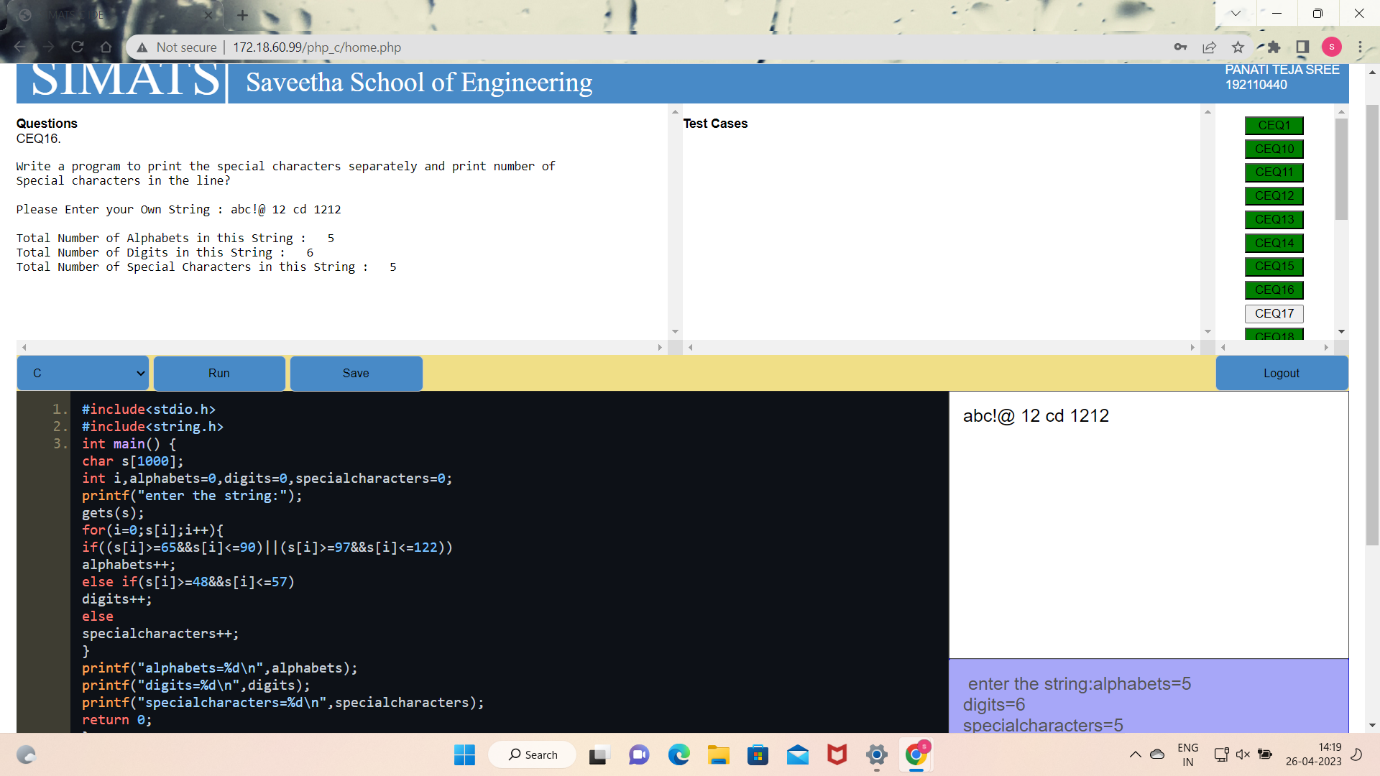 Not secure
172.18.60.99/php_c/home.php
S
SIMATS
Saveetha School of Engineering
PANATI TEJA SREE
192110440
Questions
CEQ16.
Write a program to print the special characters separately and print number of
Special characters in the line?
Please Enter your Own String : abc!@ 12 cd 1212
Total Number of Alphabets in this String : 5
Total Number of Digits in this String : 6
Total Number of Special Characters in this String : 5
Test Cases
CEQ1
CEQ10
CEQ11
CEQ12
CEQ13
CEQ14
CEQ15
CEQ16
CEQ17
CEQ18
C
Run
Save
Logout
1. #include<stdio.h>
2. #include<string.h>
3. int main() {
char s[1000];
int i,alphabets=0,digits=0,specialcharacters=0;
printf("enter the string:");
gets(s);
for(i=0;s[i];i++){
if((s[i]>=65&&s[i]<=90)||(s[i]>=97&&s[i]<=122))
alphabets++;
else if(s[i]>=48&&s[i]<=57)
digits++;
else
specialcharacters++;
}
printf("alphabets=%d\n",alphabets);
printf("digits=%d\n",digits);
printf("specialcharacters=%d\n",specialcharacters);
return 0;
abc!@ 12 cd 1212
enter the string:alphabets=5
digits=6
specialcharacters=5
Search
S
ENG
IN
14:19
26-04-2023